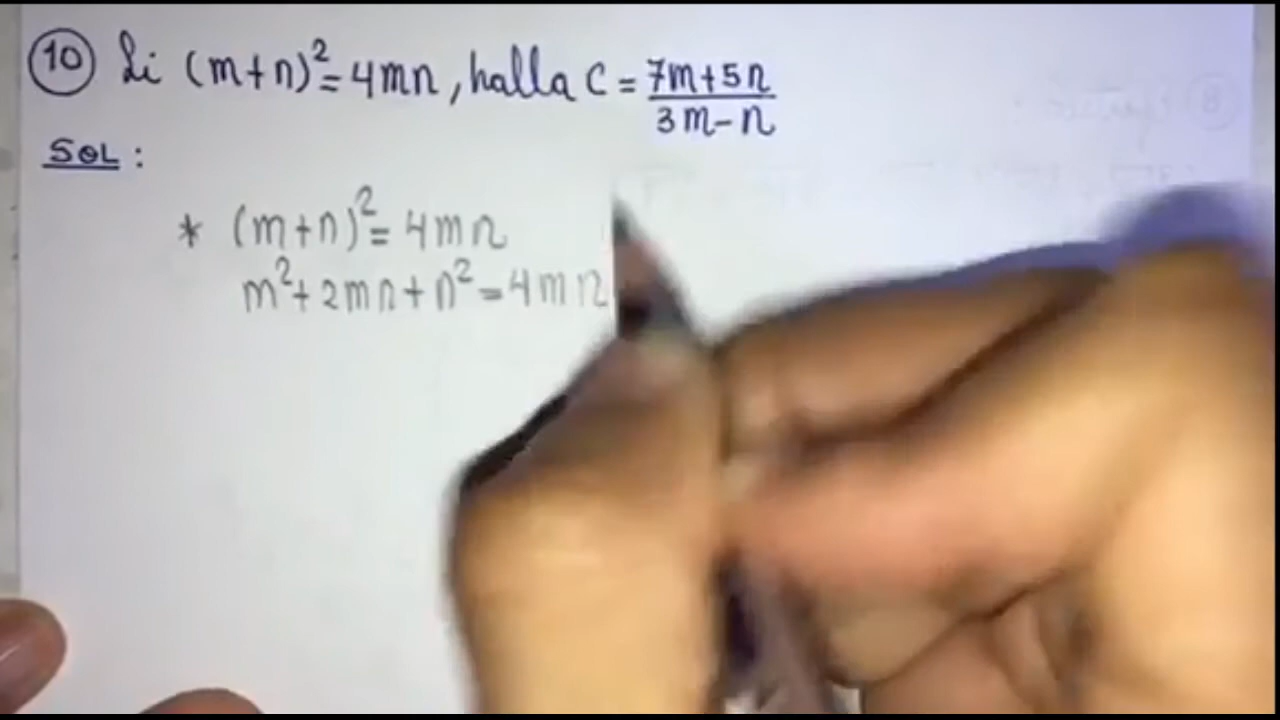 10 Si (m+n)²=4mn, halla C = 7m+5n / 3m-n
SOL:
* (m+n)²=4mn
m²+2mn+n²=4mn